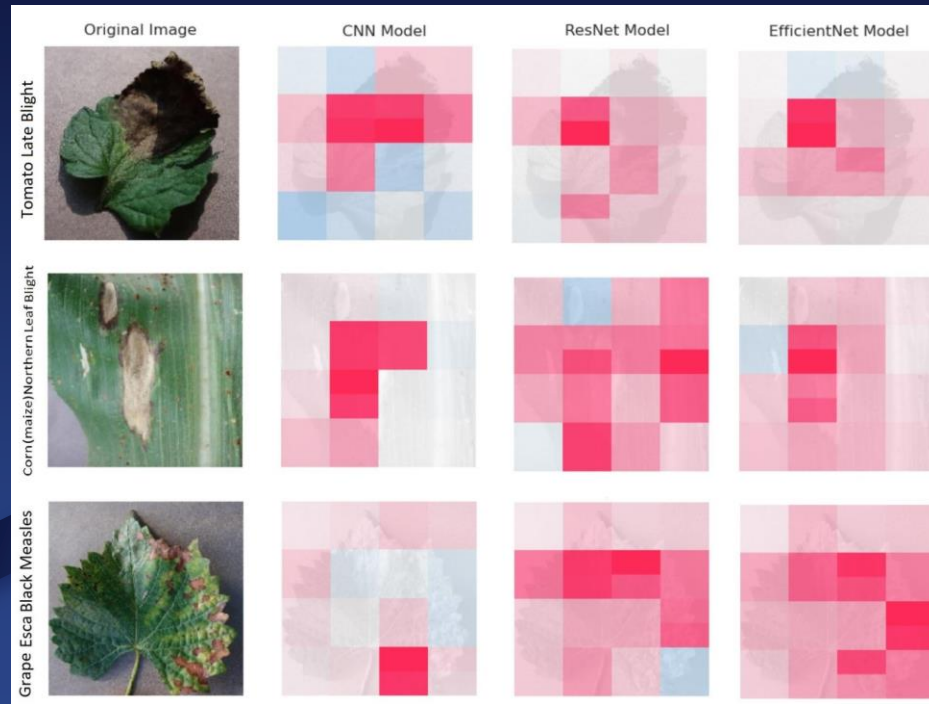 Original Image
CNN Model
ResNet Model
EfficientNet Model
Tomato Late Blight
Corn(maize)Northern Leaf Blight
Grape Esca Black Measles